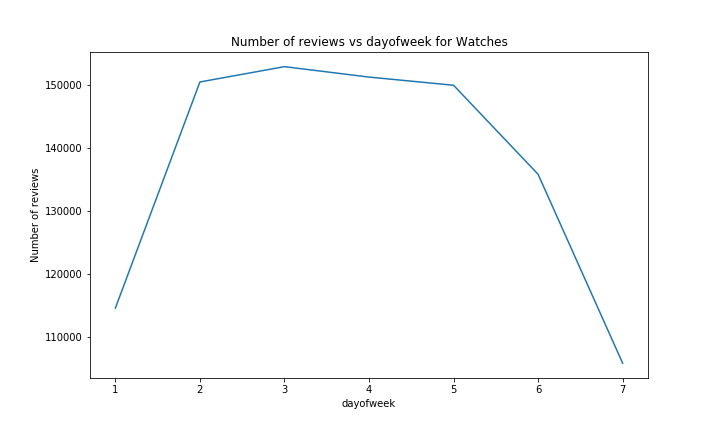 Number of reviews vs dayofweek for Watches
150000
140000
130000
120000
110000
Number of reviews
1 2 3 4 5 6 7
dayofweek